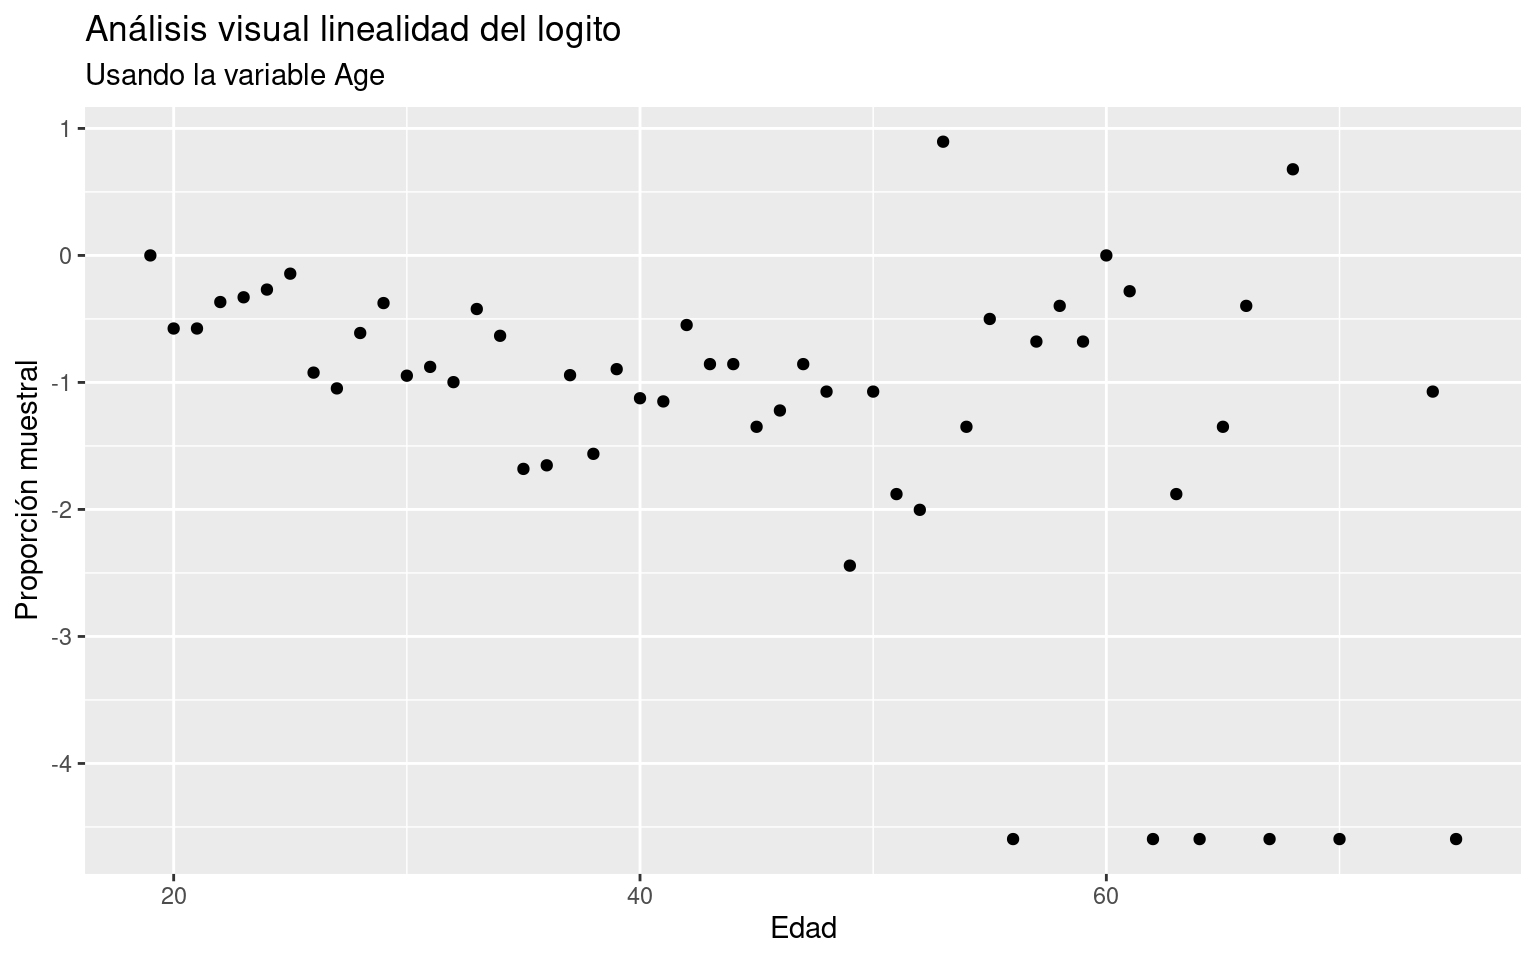 Análisis visual linealidad del logito
Usando la variable Age
1
0
-1
-2
-3
-4
Proporción muestral
20 40 60
Edad